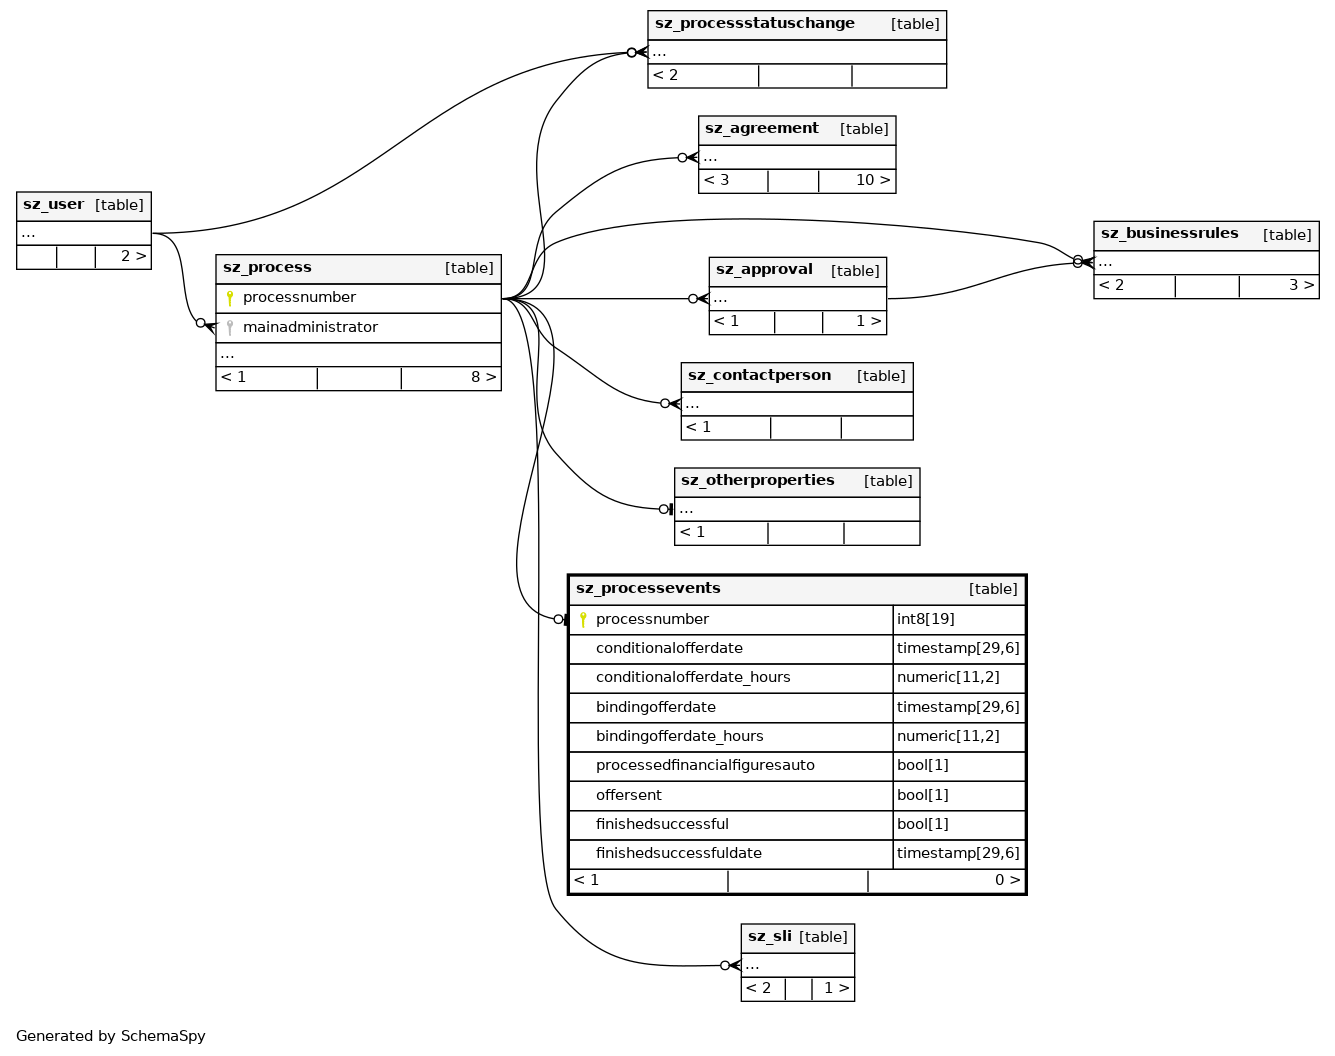 sz_processstatuschange [table]
...
< 2
sz_agreement [table]
...
< 3 10 >
sz_user [table]
...
2 >
sz_process [table]
processnumber
mainadministrator
...
< 1 8 >
sz_approval [table]
...
< 1 1 >
sz_businessrules [table]
...
< 2 3 >
sz_contactperson [table]
...
< 1
sz_otherproperties [table]
...
< 1
sz_processevents [table]
processnumber int8[19]
conditionalofferdate timestamp[29,6]
conditionalofferdate_hours numeric[11,2]
bindingofferdate timestamp[29,6]
bindingofferdate_hours numeric[11,2]
processedfinancialfiguresauto bool[1]
offersent bool[1]
finishedsuccessful bool[1]
finishedsuccessfuldate timestamp[29,6]
< 1 0 >
sz_sli [table]
...
< 2 1 >
Generated by SchemaSpy